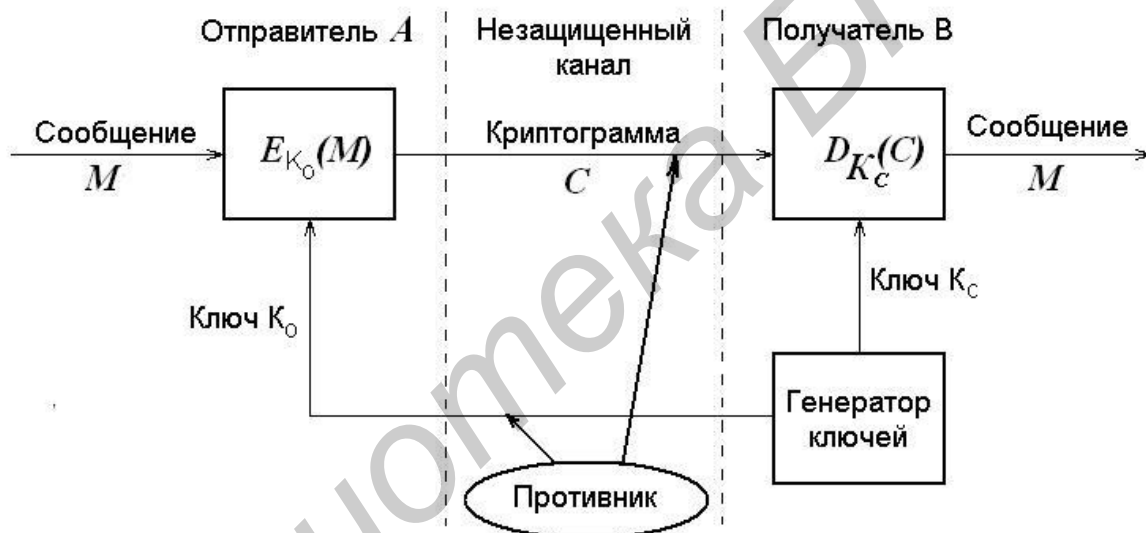 Отправитель A
Незащищенный
канал
Получатель B
Сообщение
M
E_{K_o}(M)
Криптограмма
C
D_{K_c}(C)
Сообщение
M
Ключ K_o
Ключ K_c
Генератор
ключей
Противник